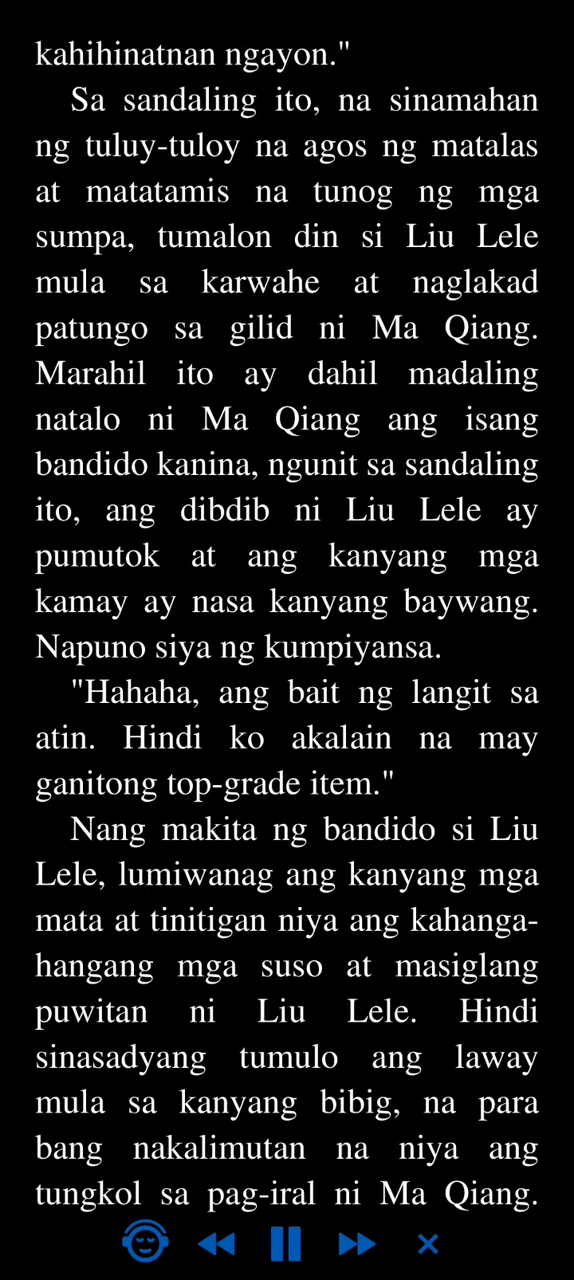 kahihinatnan ngayon."
Sa sandaling ito, na sinamahan
ng tuluy-tuloy na agos ng matalas
at matatamis na tunog ng mga
sumpa, tumalon din si Liu Lele
mula sa karwahe at naglakad
patungo sa gilid ni Ma Qiang.
Marahil ito ay dahil madaling
natalo ni Ma Qiang ang isang
bandido kanina, ngunit sa sandaling
ito, ang dibdib ni Liu Lele ay
pumutok at ang kanyang mga
kamay ay nasa kanyang baywang.
Napuno siya ng kumpiyansa.
"Hahaha, ang bait ng langit sa
atin. Hindi ko akalain na may
ganitong top-grade item."
Nang makita ng bandido si Liu
Lele, lumiwanag ang kanyang mga
mata at tinitigan niya ang kahanga-
hangang mga suso at masiglang
puwitan ni Liu Lele. Hindi
sinasadyang tumulo ang laway
mula sa kanyang bibig, na para
bang nakalimutan na niya ang
tungkol sa pag-iral ni Ma Qiang.